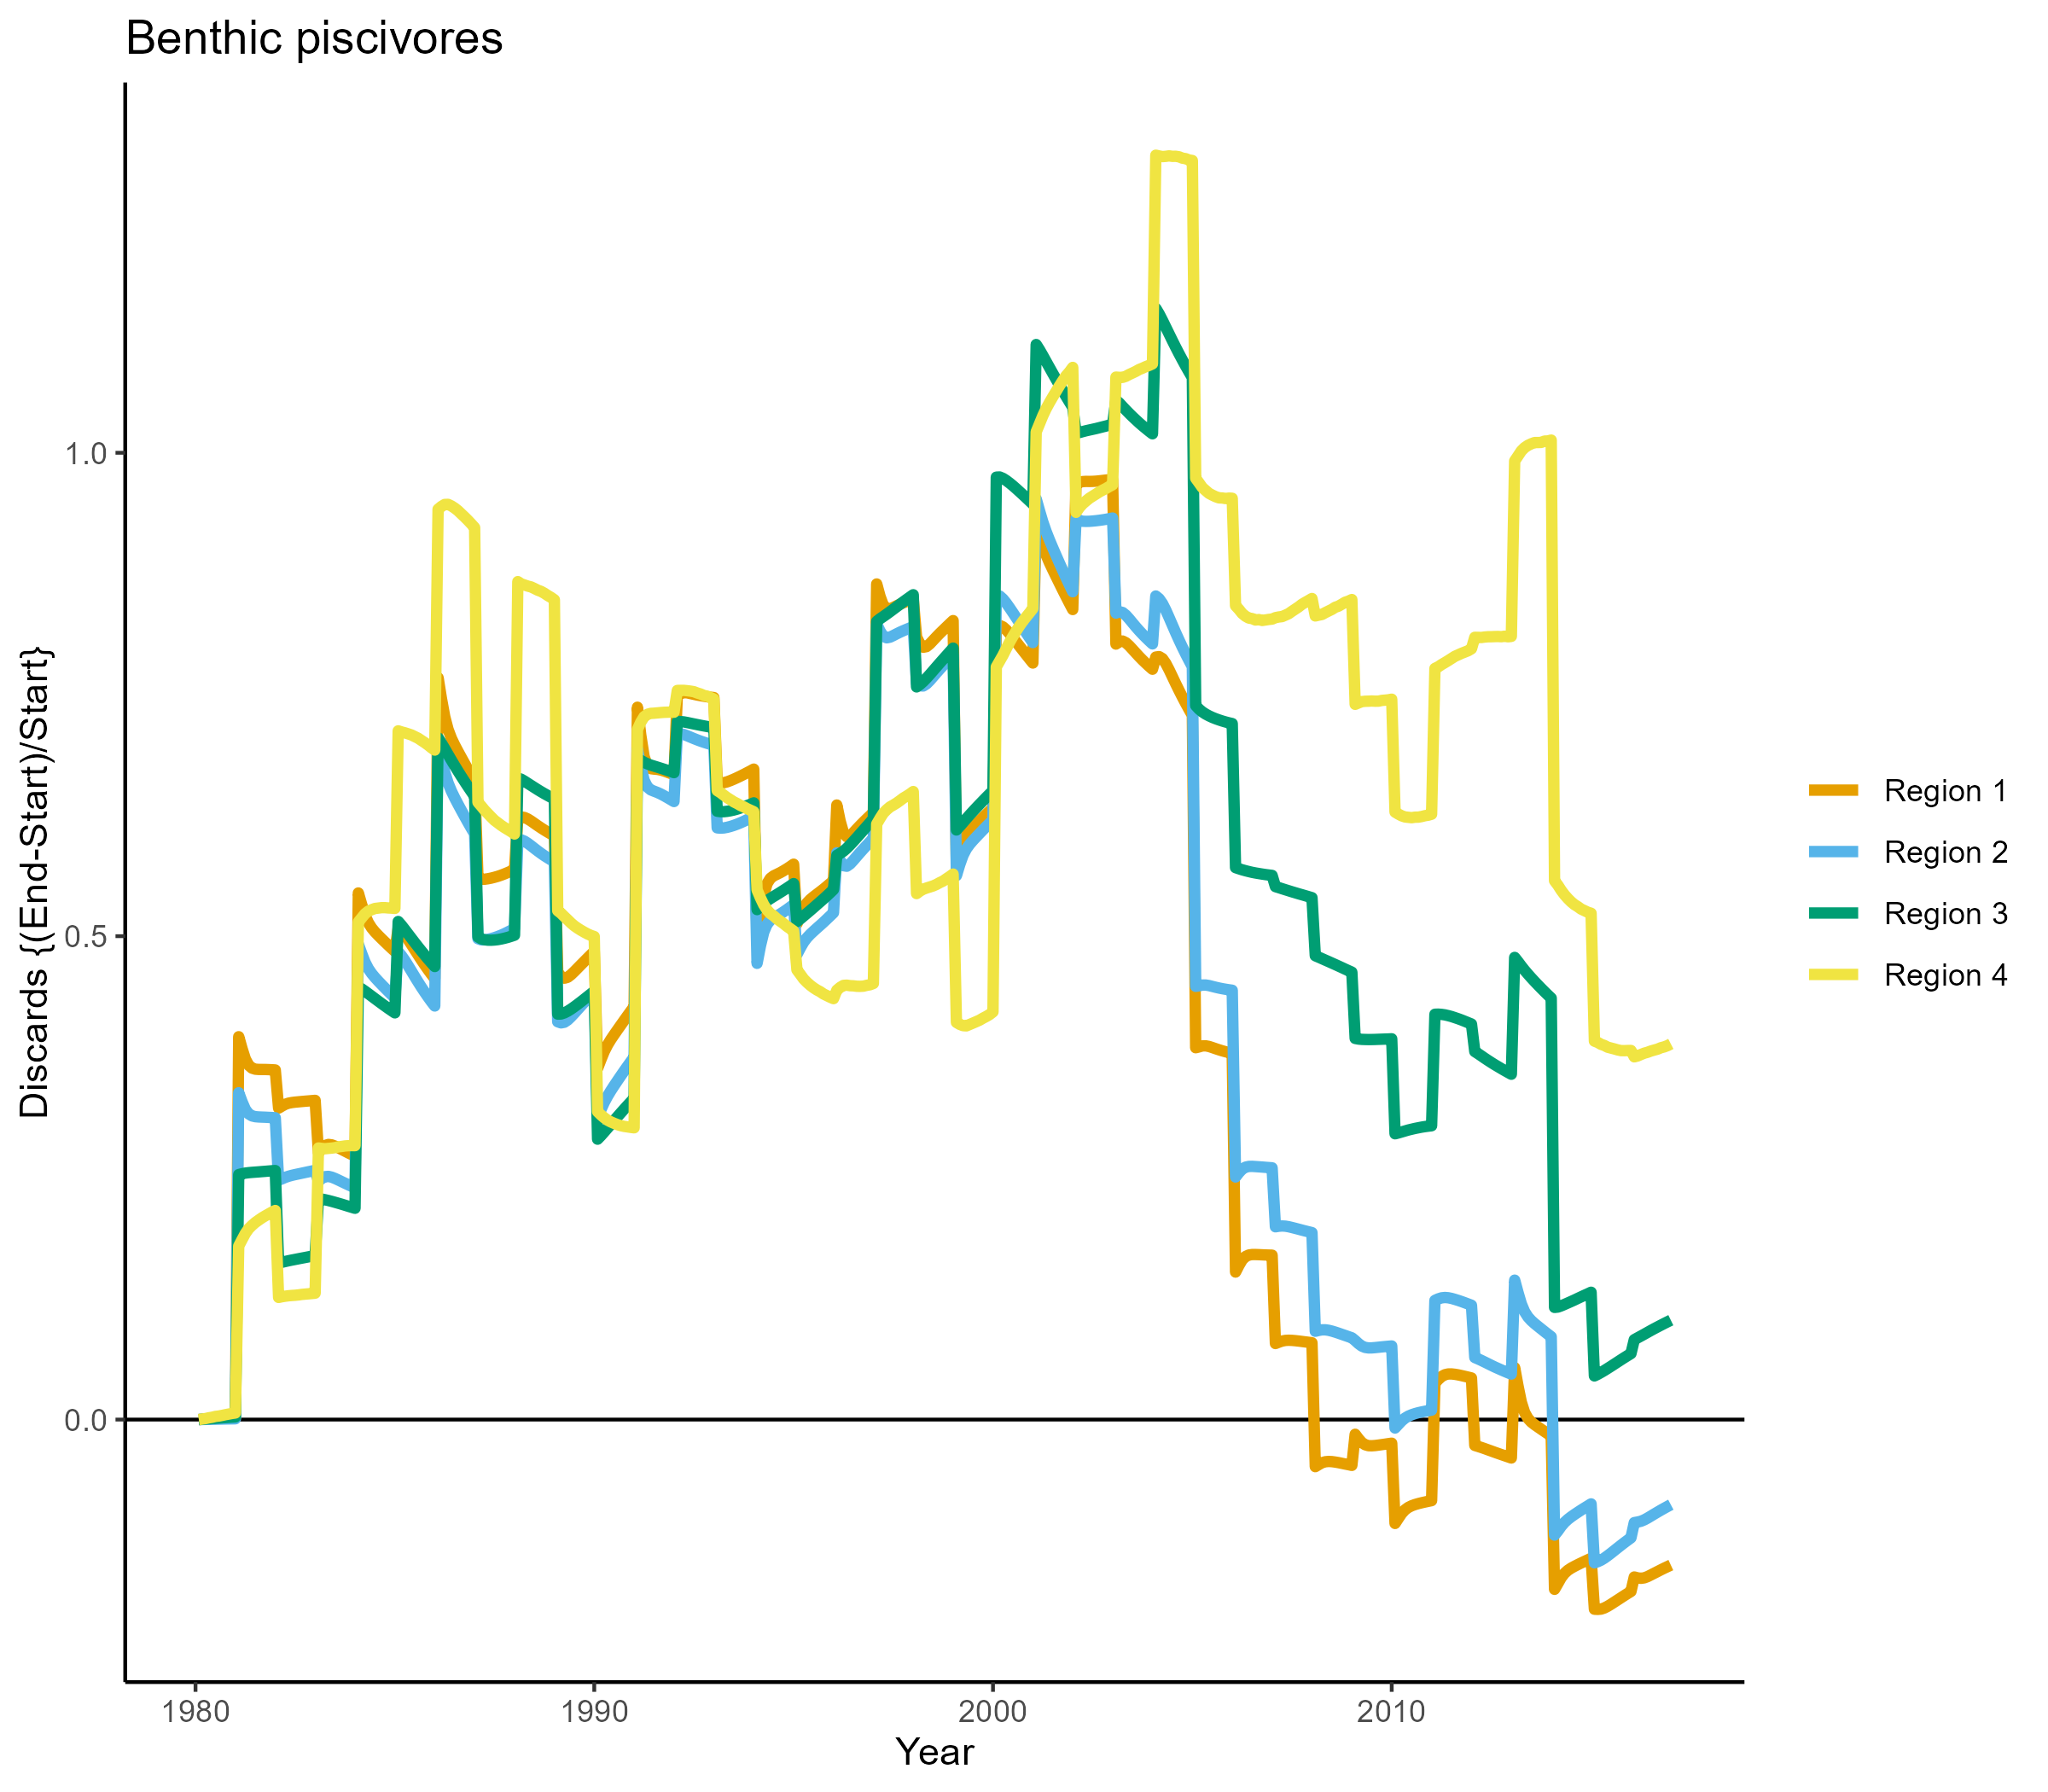 Benthic piscivores
Discards {(End-Start)/Start}
1.0
0.5
0.0
1980
1990
2000
2010
Year
Region 1
Region 2
Region 3
Region 4